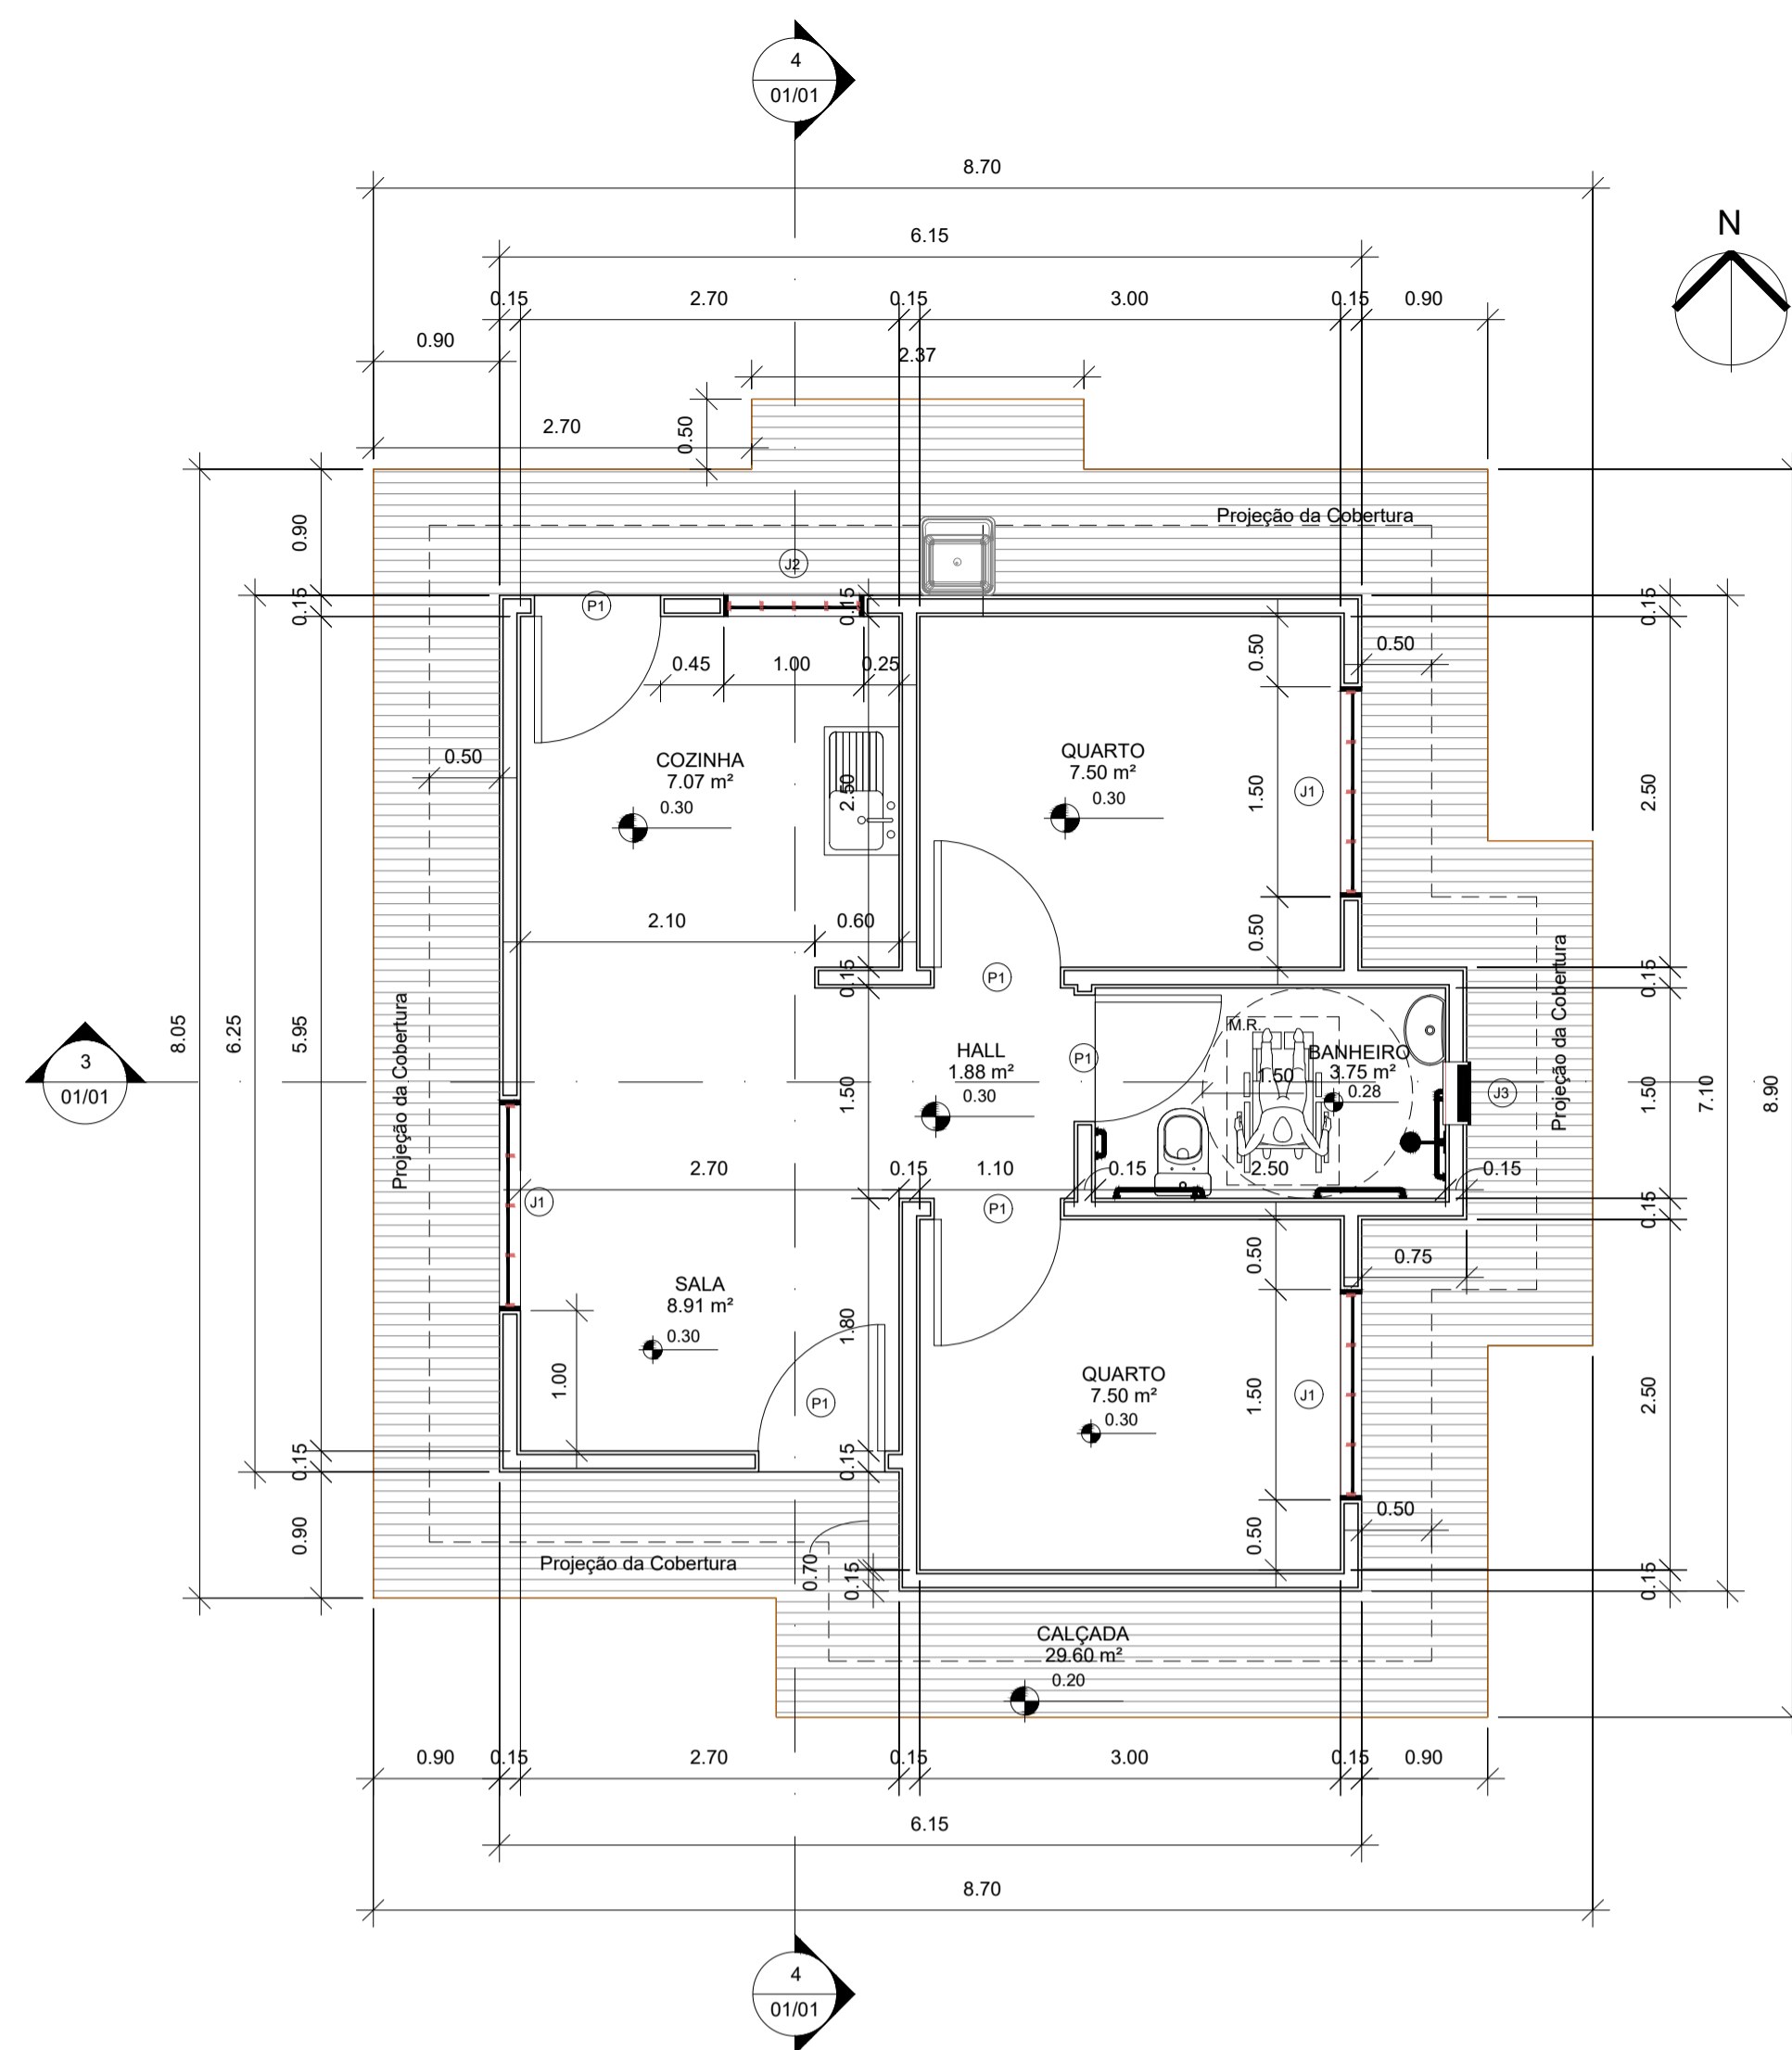 4
01/01
8.70
N
6.15
0.15
2.70
0.15
3.00
0.15
0.90
0.90
2.37
2.70
0.50
Projeção da Cobertura
0.90
J2
0.15
P1
0.15
0.15
0.50
0.50
0.45
1.00
0.25
COZINHA
7.07 m²
0.30
QUARTO
7.50 m²
0.30
0.50
2.50
1.50
J1
2.50
2.10
0.60
0.50
0.15
P1
0.15
Projeção da Cobertura
Projeção da Cobertura
8.05
6.25
5.95
3
01/01
M.R.
HALL
1.88 m²
0.30
P1
BANHEIRO
3.75 m²
0.28
1.50
1.50
J3
1.50
7.10
8.90
2.70
0.15
1.10
0.15
2.50
0.15
J1
P1
0.15
0.50
0.75
SALA
8.91 m²
0.30
1.80
1.00
P1
QUARTO
7.50 m²
0.30
1.50
J1
2.50
0.15
0.15
0.50
0.90
0.50
Projeção da Cobertura
0.70
0.15
0.15
CALÇADA
29.60 m²
0.20
0.90
0.15
2.70
0.15
3.00
0.15
0.90
6.15
8.70
4
01/01